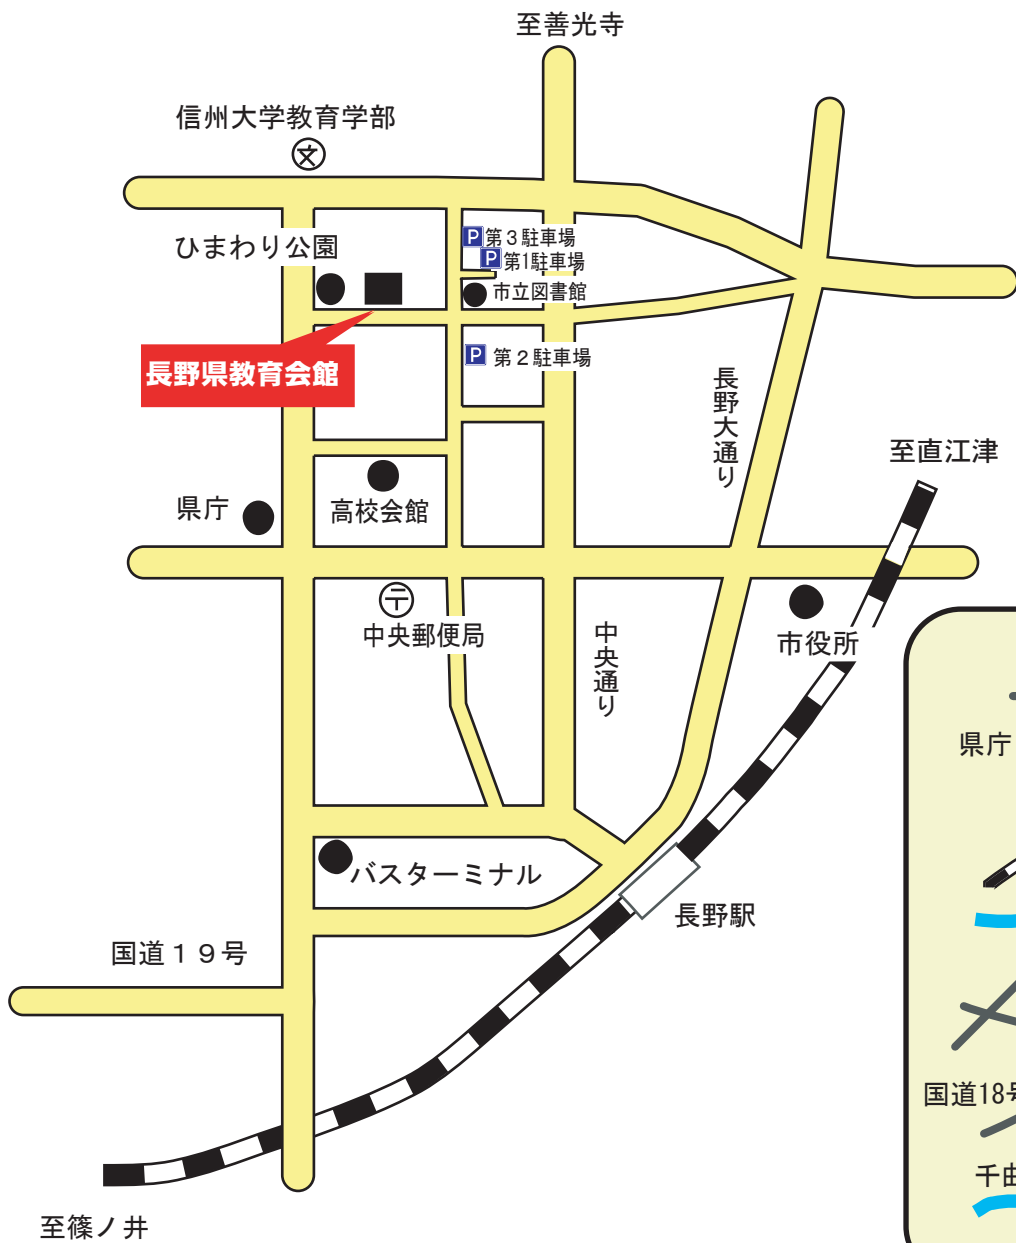 至善光寺
信州大学教育学部
文
ひまわり公園
P 第3駐車場
P 第1駐車場
市立図書館
長野県教育会館
P 第2駐車場
長野大通り
至直江津
県庁
高校会館
〒
中央郵便局
中央通り
市役所
県庁
バスターミナル
長野駅
国道19号
国道18号
至篠ノ井